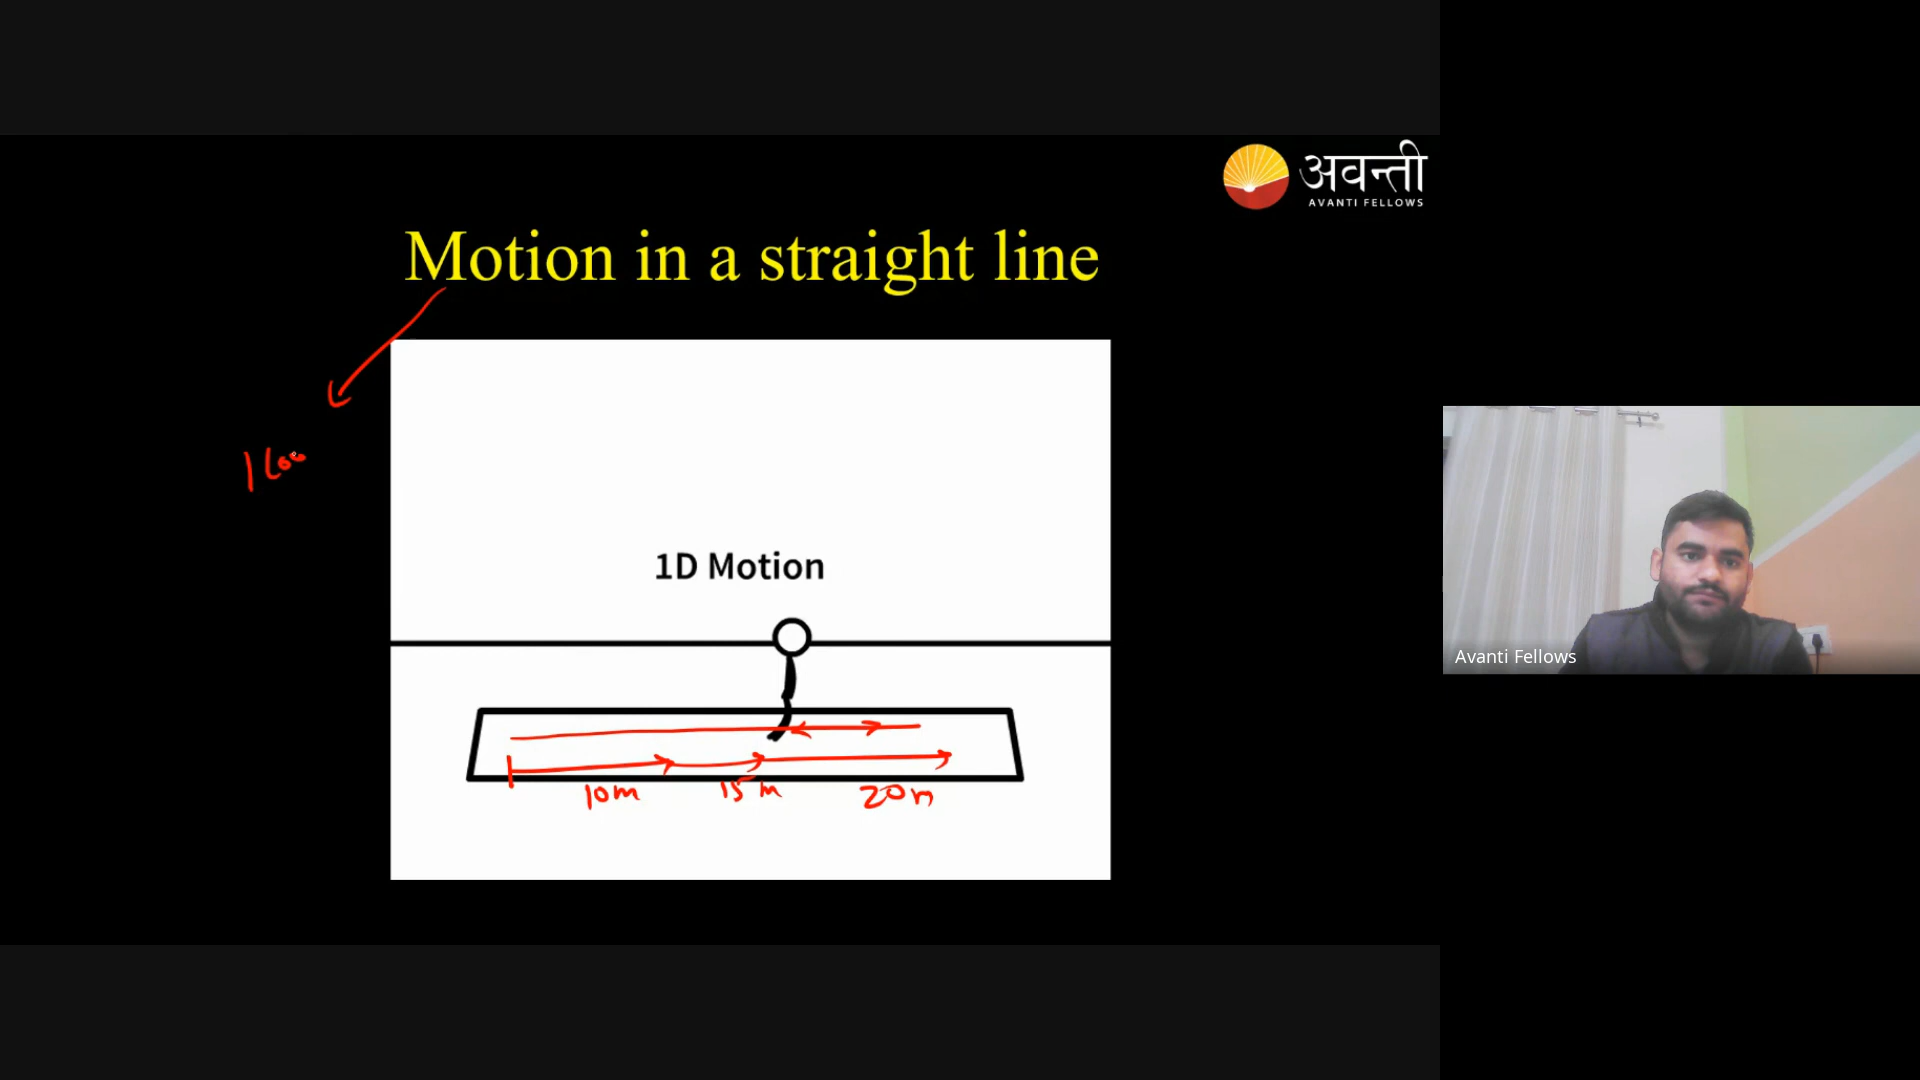 अवन्ती
AVANTI FELLOWS
Motion in a straight line
1D Motion
10m
15m
20m
Avanti Fellows